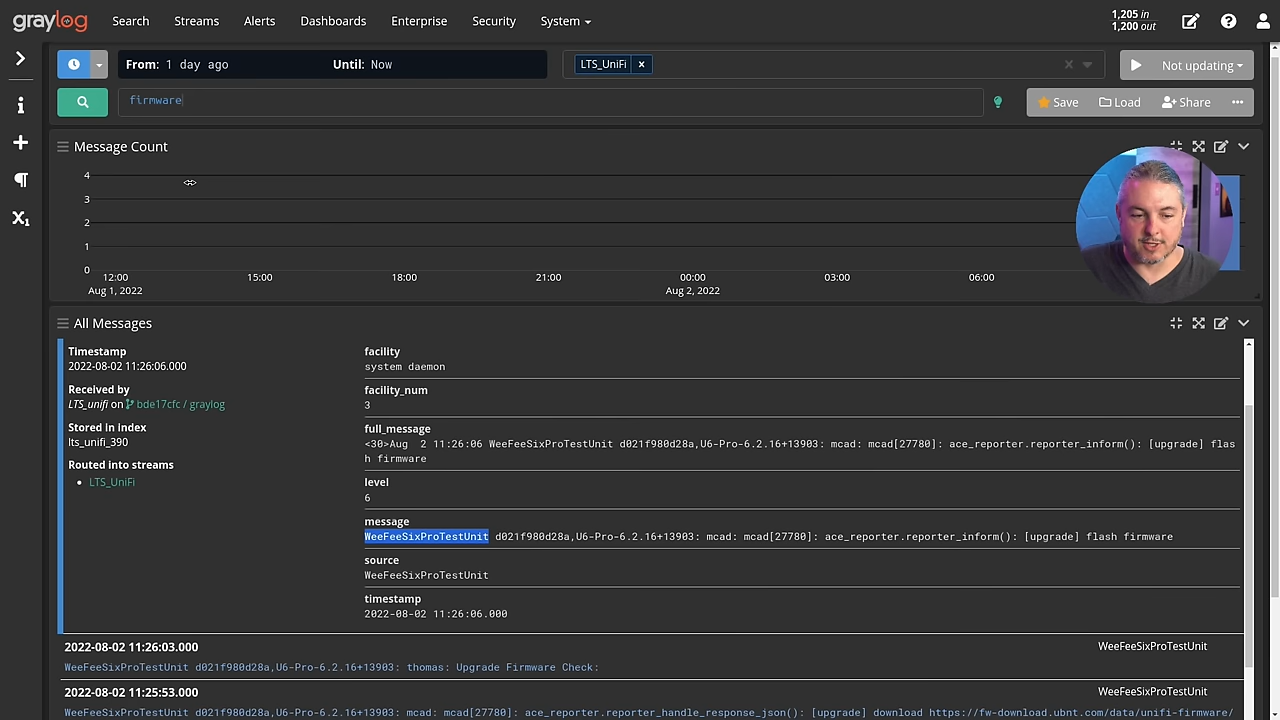 graylog Search Streams Alerts Dashboards Enterprise Security System 1,205 in
1,200 out
From: 1 day ago Until: Now LTS_UniFi × Not updating
firmware Save Load Share
Message Count
4
3
2
1
0
12:00 15:00 18:00 21:00 00:00 03:00 06:00
Aug 1, 2022 Aug 2, 2022
All Messages
Timestamp
2022-08-02 11:26:06.000
Received by
LTS_unifi on bde17cfc / graylog
Stored in index
lts_unifi_390
Routed into streams
• LTS_UniFi
facility
system daemon
facility_num
3
full_message
<30>Aug  2 11:26:06 WeeFeeSixProTestUnit d021f980d28a,U6-Pro-6.2.16+13903: mcad: mcad[27780]: ace_reporter.reporter_inform(): [upgrade] flas
h firmware
level
6
message
WeeFeeSixProTestUnit d021f980d28a,U6-Pro-6.2.16+13903: mcad: mcad[27780]: ace_reporter.reporter_inform(): [upgrade] flash firmware
source
WeeFeeSixProTestUnit
timestamp
2022-08-02 11:26:06.000
2022-08-02 11:26:03.000 WeeFeeSixProTestUnit
WeeFeeSixProTestUnit d021f980d28a,U6-Pro-6.2.16+13903: thomas: Upgrade Firmware Check:
2022-08-02 11:25:53.000 WeeFeeSixProTestUnit
WeeFeeSixProTestUnit d021f980d28a,U6-Pro-6.2.16+13903: mcad: mcad[27780]: ace_reporter.reporter_handle_response_json(): [upgrade] download https://fw-download.ubnt.com/data/unifi-firmware/